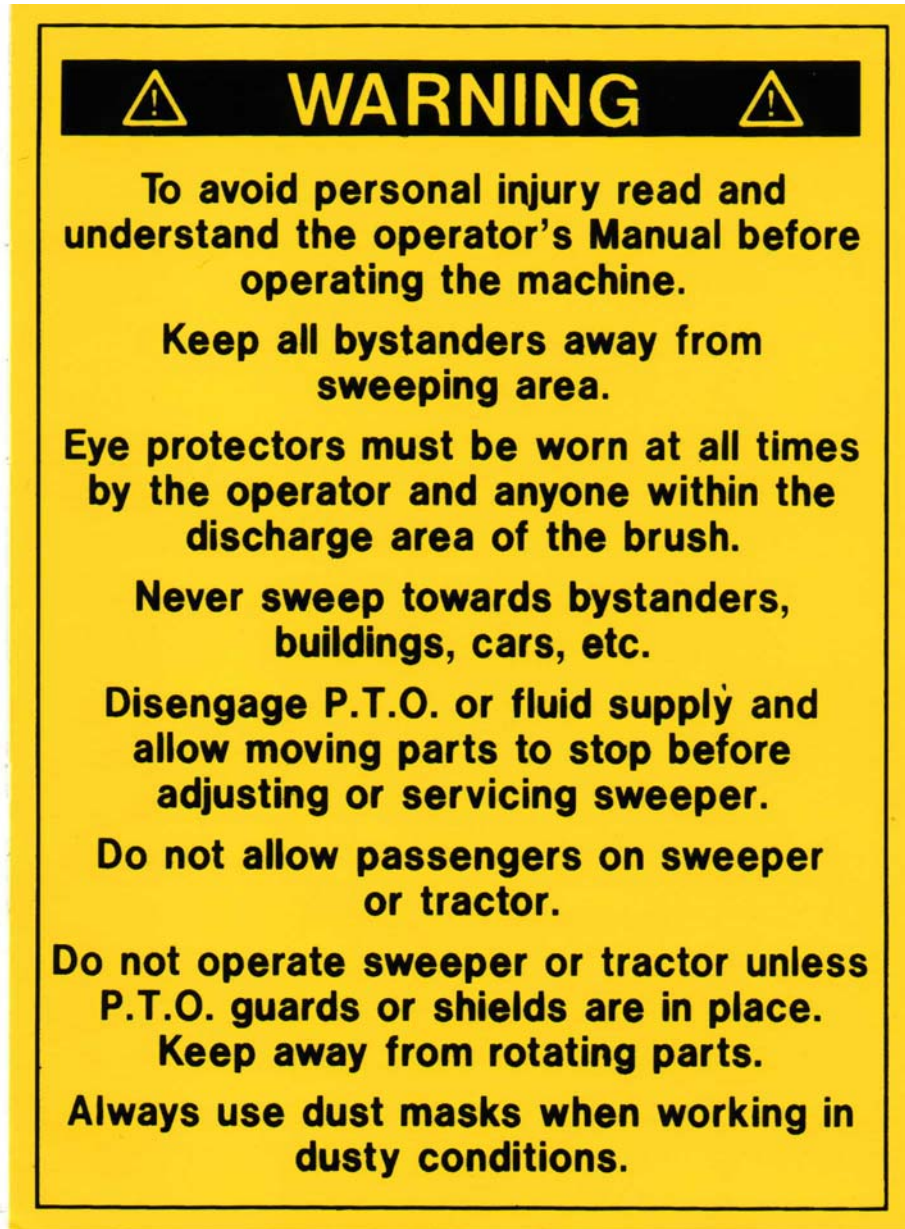 WARNING
To avoid personal injury read and
understand the operator's Manual before
operating the machine.
Keep all bystanders away from
sweeping area.
Eye protectors must be worn at all times
by the operator and anyone within the
discharge area of the brush.
Never sweep towards bystanders,
buildings, cars, etc.
Disengage P.T.O. or fluid supply and
allow moving parts to stop before
adjusting or servicing sweeper.
Do not allow passengers on sweeper
or tractor.
Do not operate sweeper or tractor unless
P.T.O. guards or shields are in place.
Keep away from rotating parts.
Always use dust masks when working in
dusty conditions.